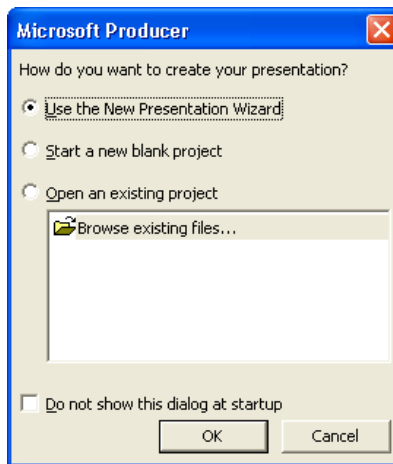 Microsoft Producer
How do you want to create your presentation?
Use the New Presentation Wizard
Start a new blank project
Open an existing project
Browse existing files...
Do not show this dialog at startup
OK
Cancel